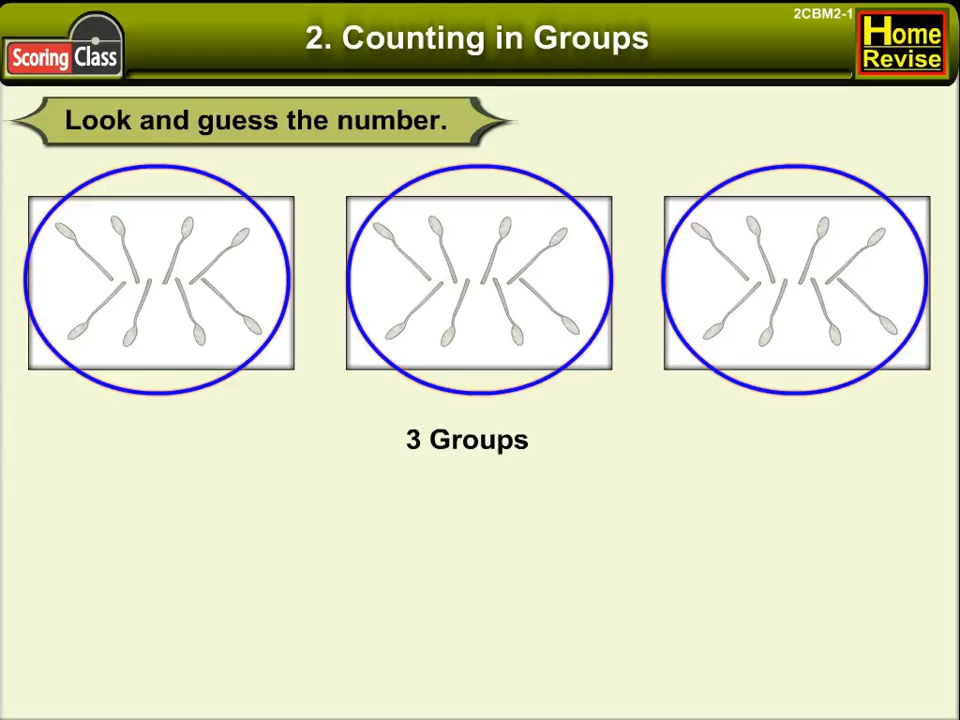 2CBM2-1
Scoring Class
2. Counting in Groups
Home
Revise
Look and guess the number.
3 Groups